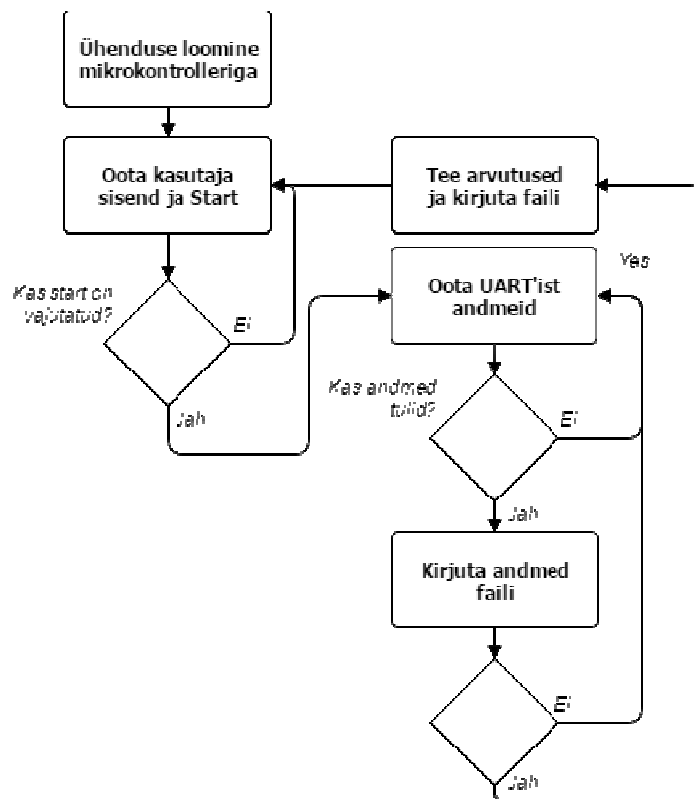 Ühenduse loomine
mikrokontrolleriga
Oota kasutaja
sisend ja Start
Tee arvutused
ja kirjuta faili
Kas start on
vajutatud?
Ei
Jah
Oota UART'ist
andmeid
Yes
Kas andmed
tulid?
Ei
Jah
Kirjuta andmed
faili
Ei
Jah